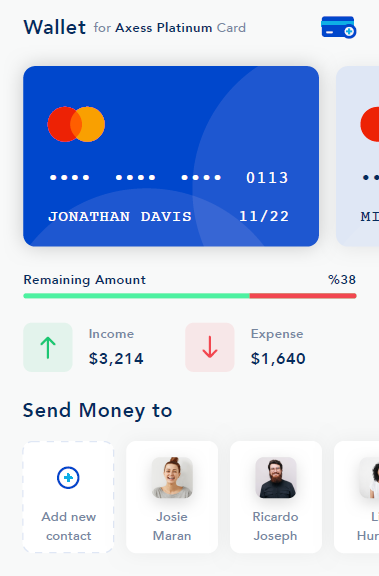 Wallet for Axess Platinum Card
•••• •••• •••• 0113
JONATHAN DAVIS 11/22
MI
Remaining Amount %38
Income
$3,214
Expense
$1,640
Send Money to
Add new
contact
Josie
Maran
Ricardo
Joseph